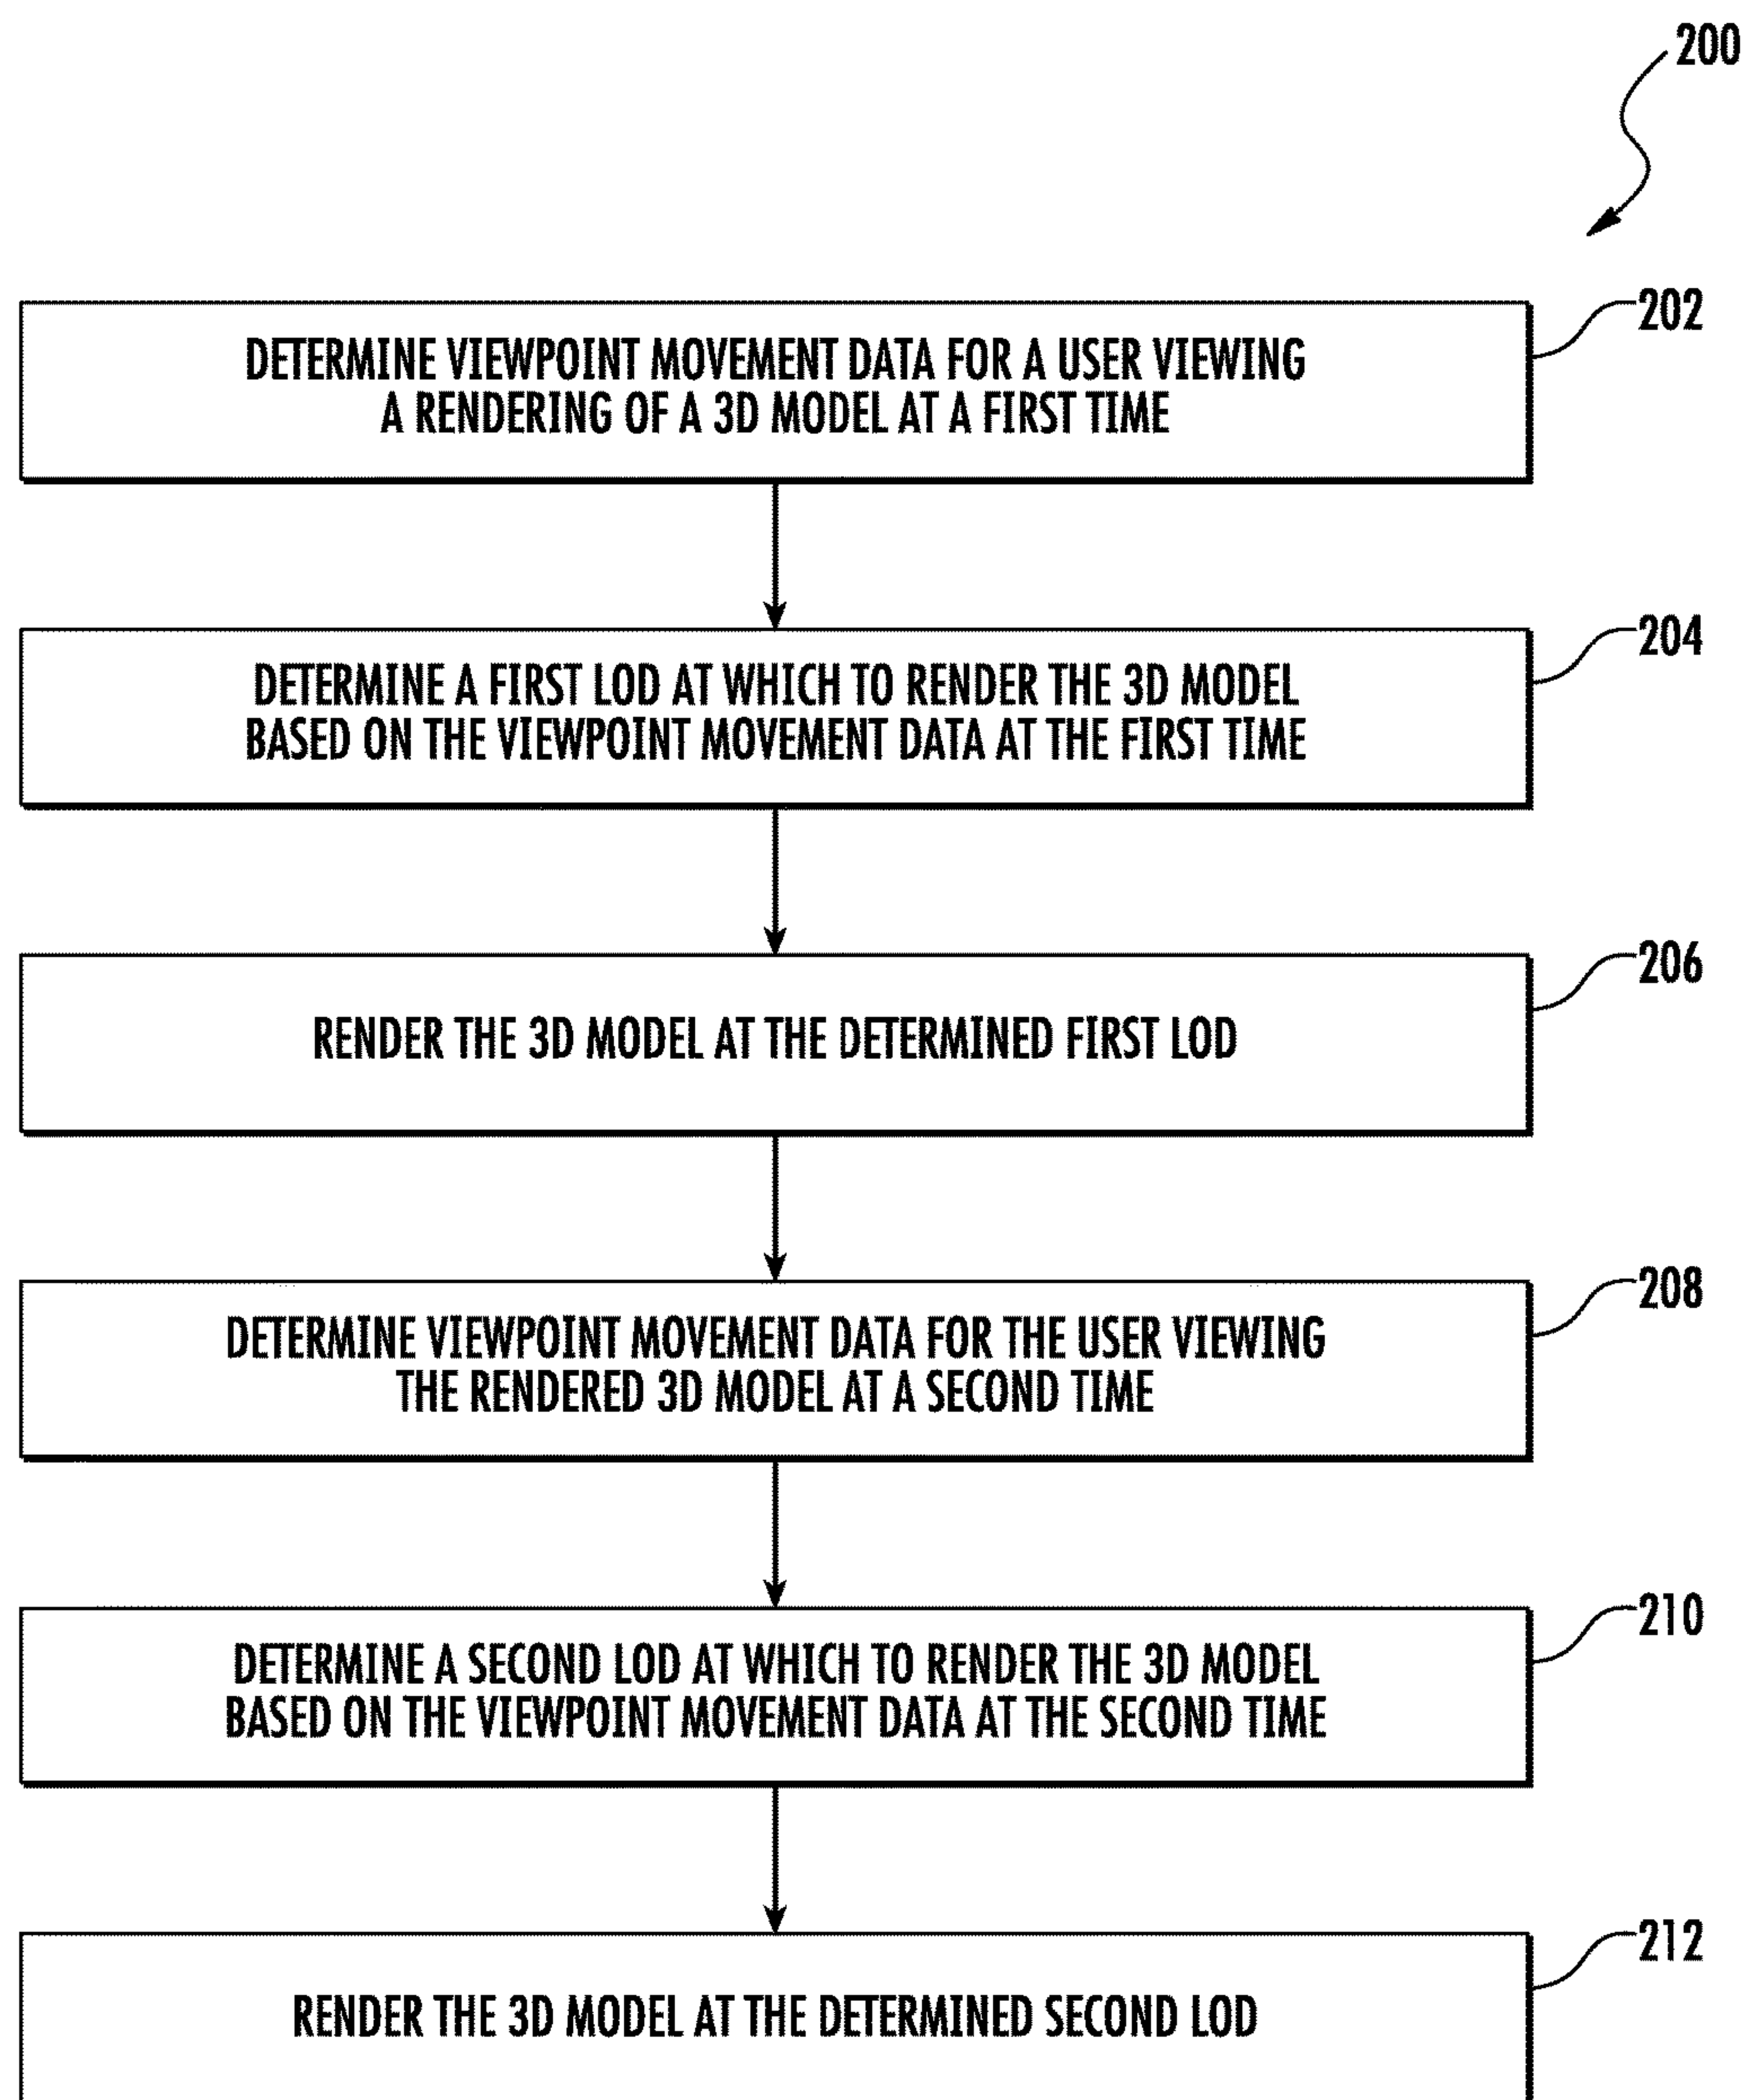 200
202
DETERMINE VIEWPOINT MOVEMENT DATA FOR A USER VIEWING
A RENDERING OF A 3D MODEL AT A FIRST TIME
204
DETERMINE A FIRST LOD AT WHICH TO RENDER THE 3D MODEL
BASED ON THE VIEWPOINT MOVEMENT DATA AT THE FIRST TIME
206
RENDER THE 3D MODEL AT THE DETERMINED FIRST LOD
208
DETERMINE VIEWPOINT MOVEMENT DATA FOR THE USER VIEWING
THE RENDERED 3D MODEL AT A SECOND TIME
210
DETERMINE A SECOND LOD AT WHICH TO RENDER THE 3D MODEL
BASED ON THE VIEWPOINT MOVEMENT DATA AT THE SECOND TIME
212
RENDER THE 3D MODEL AT THE DETERMINED SECOND LOD